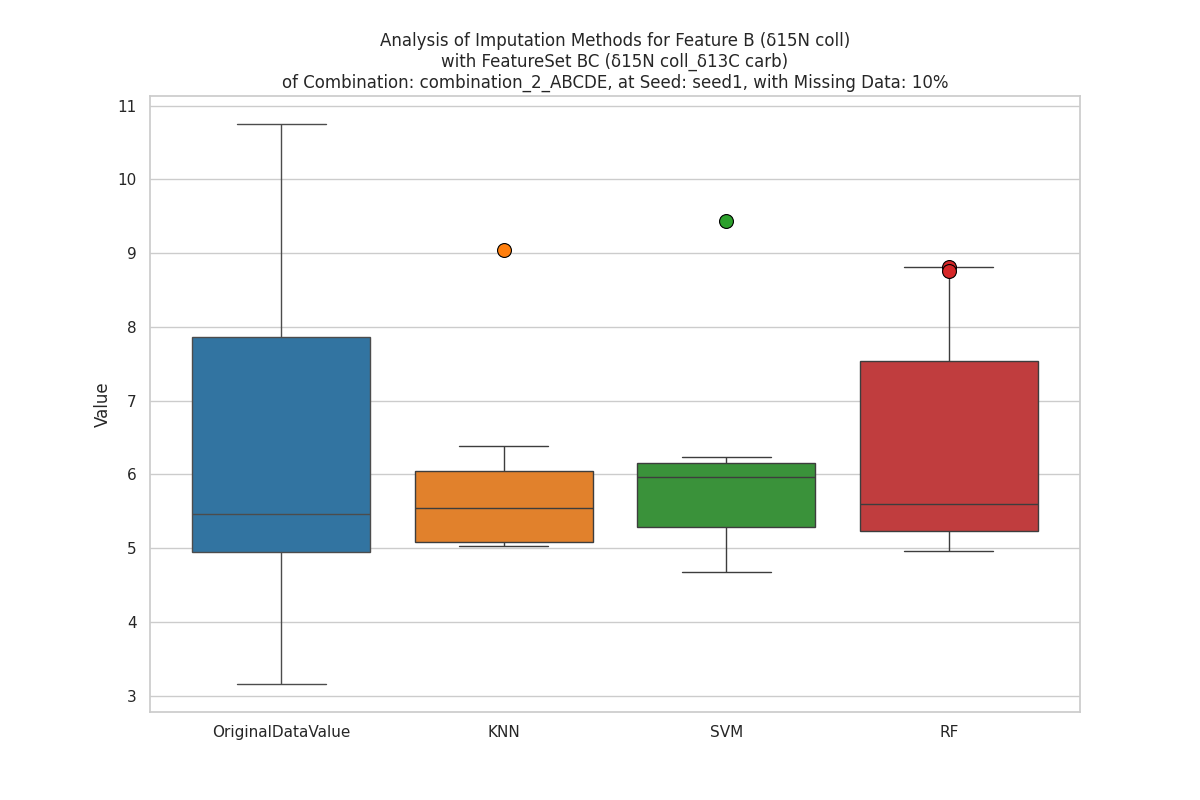 Analysis of Imputation Methods for Feature B (δ15N coll)
with FeatureSet BC (δ15N coll_δ13C carb)
of Combination: combination_2_ABCDE, at Seed: seed1, with Missing Data: 10%
11
10
9
8
7
6
5
4
3
Value
OriginalDataValue
KNN
SVM
RF